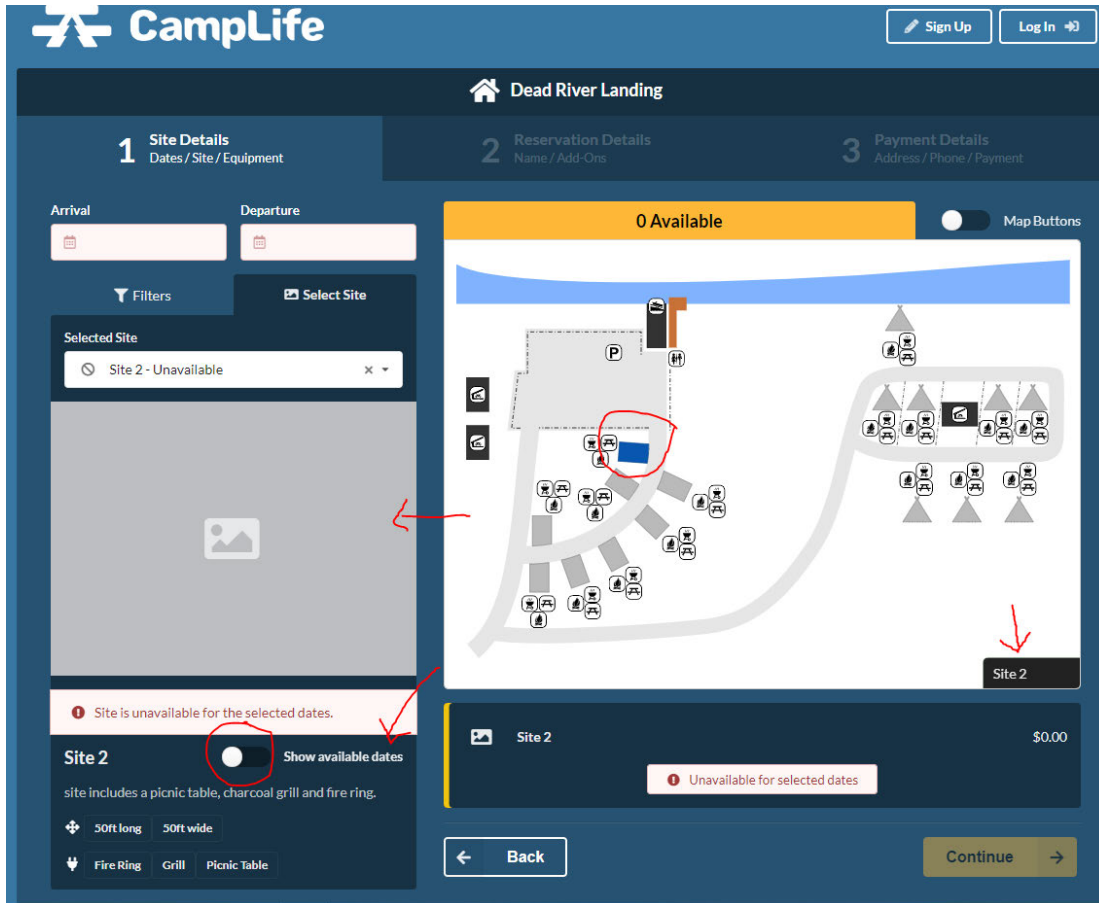 CampLife
Sign Up
Log In
Dead River Landing
1 Site Details
Dates / Site / Equipment
2 Reservation Details
Name / Add-Ons
3 Payment Details
Address / Phone / Payment
Arrival
Departure
Filters
Select Site
Selected Site
Site 2 - Unavailable
Site is unavailable for the selected dates.
Site 2
Show available dates
site includes a picnic table, charcoal grill and fire ring.
50ft long 50ft wide
Fire Ring Grill Picnic Table
0 Available
Map Buttons
P
Site 2
Site 2 $0.00
Unavailable for selected dates
Back
Continue